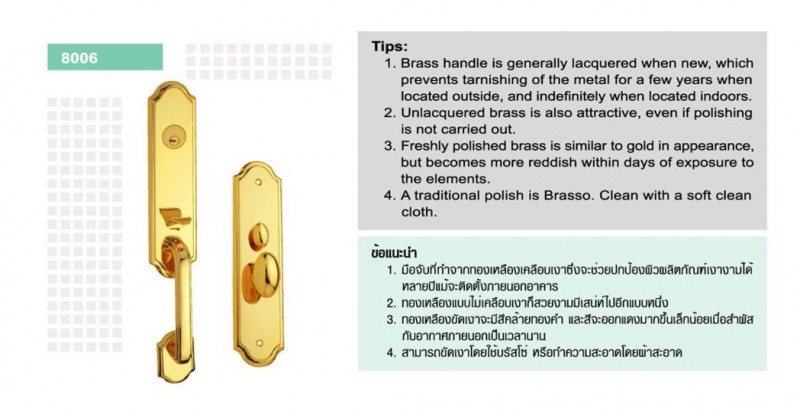 8006
Tips:
1. Brass handle is generally lacquered when new, which
prevents tarnishing of the metal for a few years when
located outside, and indefinitely when located indoors.
2. Unlacquered brass is also attractive, even if polishing
is not carried out.
3. Freshly polished brass is similar to gold in appearance,
but becomes more reddish within days of exposure to
the elements.
4. A traditional polish is Brasso. Clean with a soft clean
cloth.
ข้อแนะนำ
1. มือจับที่ทำจากทองเหลืองเคลือบเงาซึ่งจะช่วยปกป้องผิวผลิตภัณฑ์เงางามได้
หลายปีแม้จะติดตั้งภายนอกอาคาร
2. ทองเหลืองแบบไม่เคลือบเงาก็สวยงามมีเสน่ห์ไปอีกแบบหนึ่ง
3. ทองเหลืองขัดเงาจะมีสีคล้ายทองคำ และสีจะออกแดงมากขึ้นเล็กน้อยเมื่อสำผัส
กับอากาศภายนอกเป็นเวลานาน
4. สามารถขัดเงาโดยใช้บรัสโซ่ หรือทำความสะอาดโดยผ้าสะอาด